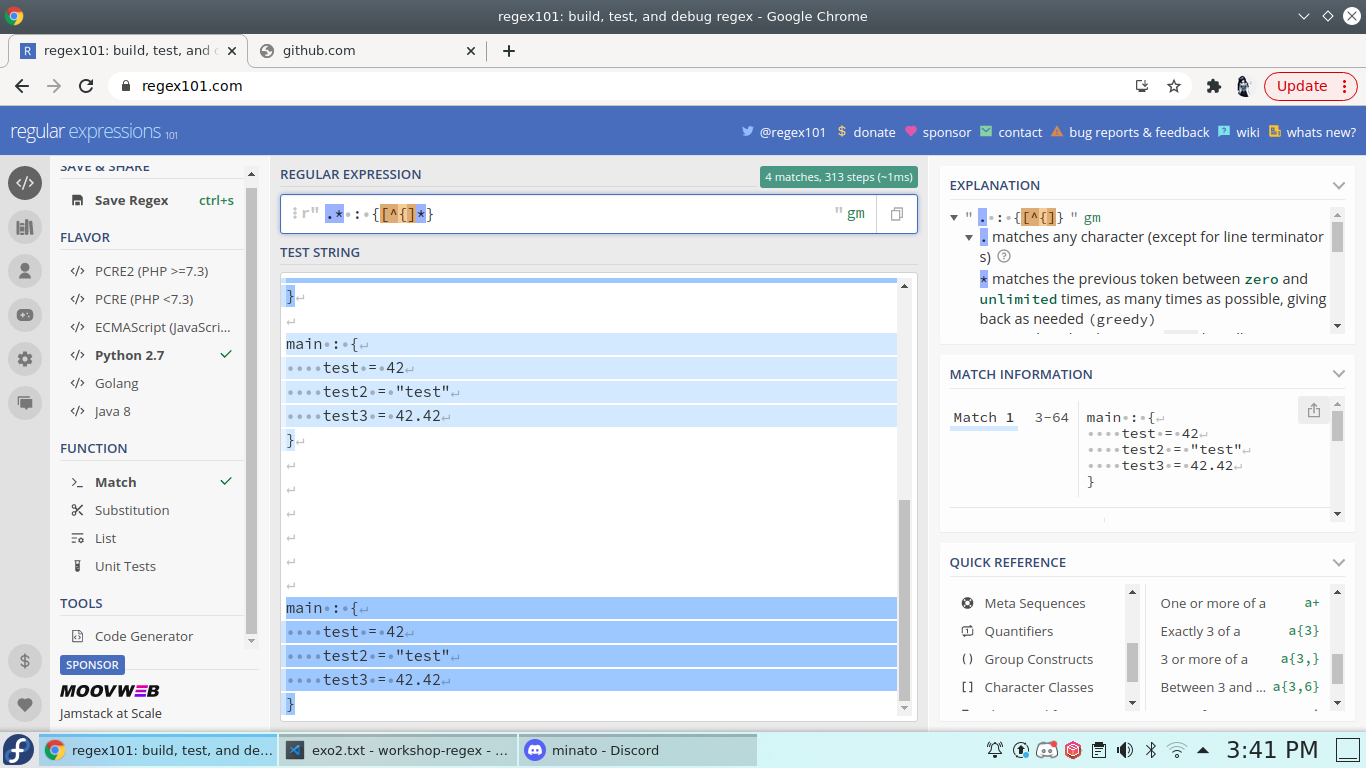 regex101: build, test, and debug regex - Google Chrome
R regex101: build, test, and d
github.com
regex101.com
Update
regular expressions 101
@regex101
$ donate
sponsor
contact
bug reports & feedback
wiki
whats new?
SAVE & SHARE
Save Regex ctrl+s
FLAVOR
</> PCRE2 (PHP >=7.3)
</> PCRE (PHP <7.3)
</> ECMAScript (JavaScri...
</> Python 2.7
</> Golang
</> Java 8
FUNCTION
>_ Match
Substitution
List
Unit Tests
TOOLS
Code Generator
SPONSOR
MOOVWEB
Jamstack at Scale
REGULAR EXPRESSION
4 matches, 313 steps (~1ms)
r" .*·:·{[^{]*} " gm
TEST STRING
}↵
↵
main·:·{↵
····test·=·42↵
····test2·=·"test"↵
····test3·=·42.42↵
}↵
↵
↵
↵
↵
↵
↵
main·:·{↵
····test·=·42↵
····test2·=·"test"↵
····test3·=·42.42↵
}
EXPLANATION
" .·:·{[^{]} " gm
. matches any character (except for line terminator
s)
* matches the previous token between zero and
unlimited times, as many times as possible, giving
back as needed (greedy)
MATCH INFORMATION
Match 1 3-64 main·:·{↵
····test·=·42↵
····test2·=·"test"↵
····test3·=·42.42↵
}
QUICK REFERENCE
Meta Sequences
Quantifiers
() Group Constructs
[] Character Classes
One or more of a a+
Exactly 3 of a a{3}
3 or more of a a{3,}
Between 3 and ... a{3,6}
regex101: build, test, and de...
exo2.txt - workshop-regex - ...
minato - Discord
3:41 PM